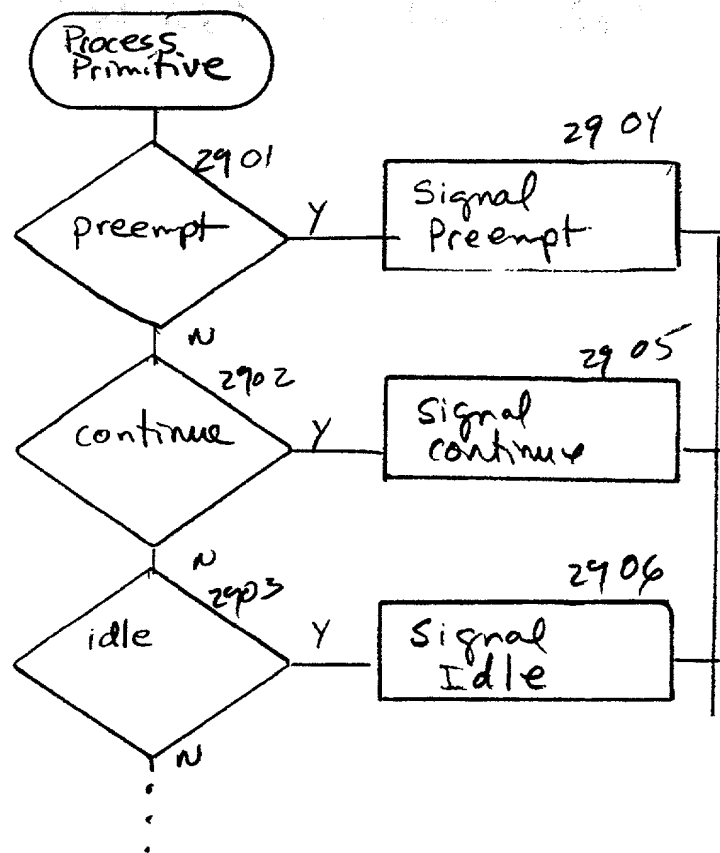 Process
Primitive
2901
preempt
Y
2904
Signal
Preempt
N
2902
continue
Y
2905
Signal
continue
N
2903
idle
Y
2906
Signal
Idle
N